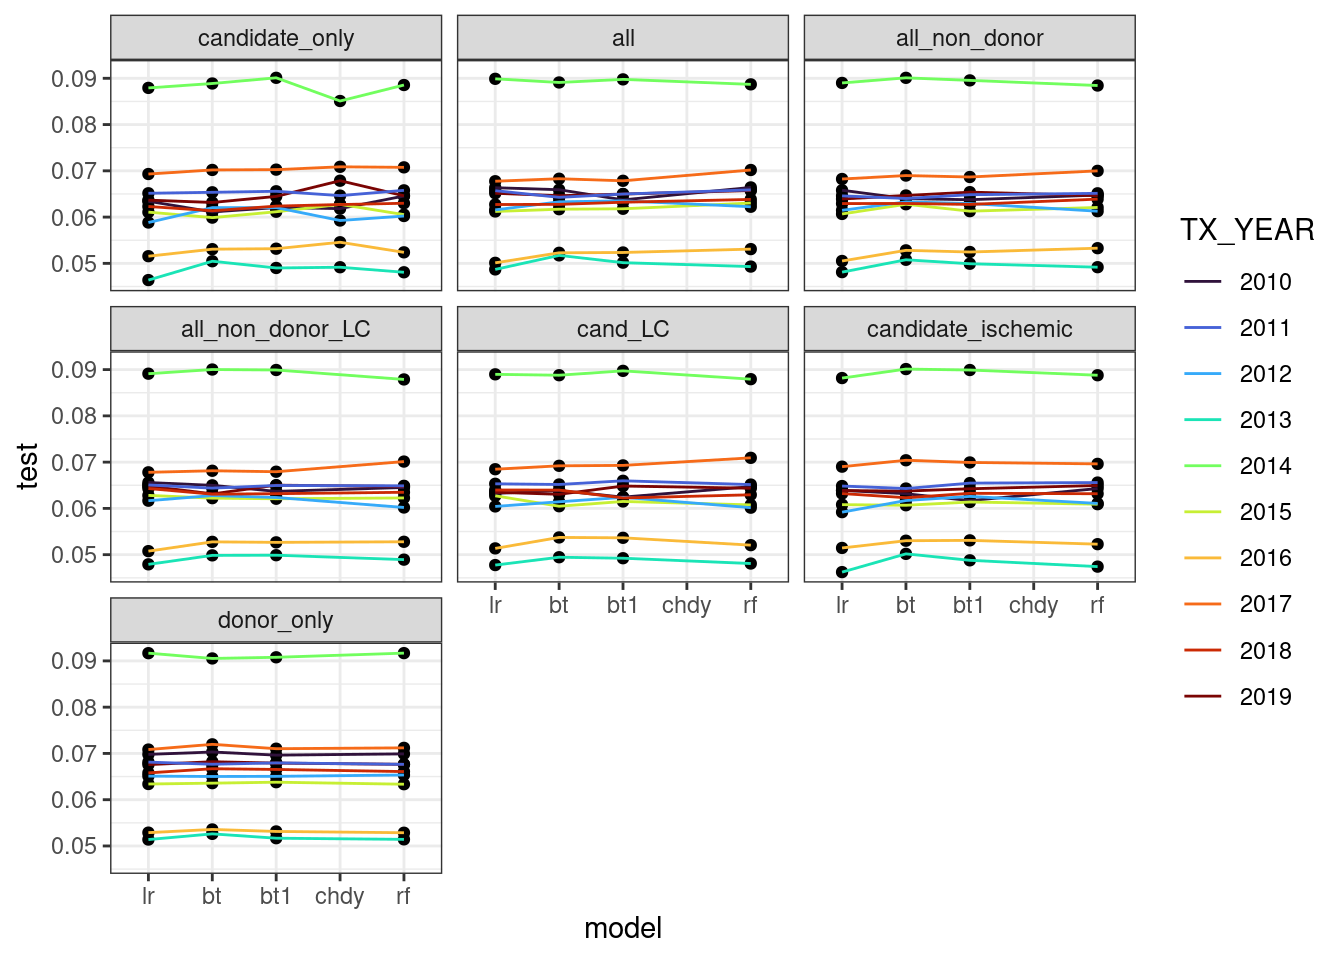 candidate_only
all
all_non_donor
0.09
0.08
0.07
0.06
0.05
all_non_donor_LC
cand_LC
candidate_ischemic
0.09
0.08
0.07
0.06
0.05
lr bt bt1 chdy rf
lr bt bt1 chdy rf
donor_only
0.09
0.08
0.07
0.06
0.05
lr bt bt1 chdy rf
model
test
TX_YEAR
2010
2011
2012
2013
2014
2015
2016
2017
2018
2019